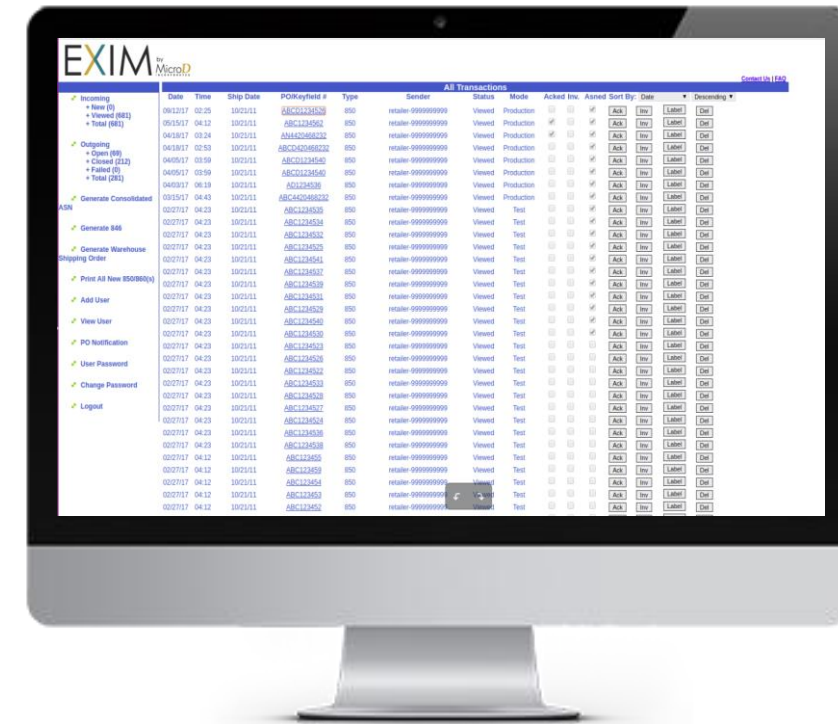 EXIM
by
MicroD
INCORPORATED
Contact Us | FAQ
Incoming
+ New (0)
+ Viewed (681)
+ Total (681)
Outgoing
+ Open (69)
+ Closed (212)
+ Failed (0)
+ Total (281)
Generate Consolidated
ASN
Generate 846
Generate Warehouse
Shipping Order
Print All New 850/860(s)
Add User
View User
PO Notification
User Password
Change Password
Logout
All Transactions
Date Time Ship Date PO/Keyfield # Type Sender Status Mode Acked Inv. Asned Sort By: Date Descending
09/12/17 02:25 10/21/11 ABCD1234526 850 retailer-9999999999 Viewed Production Ack Inv Label Del
05/15/17 04:12 10/21/11 ABC1234562 850 retailer-9999999999 Viewed Production Ack Inv Label Del
04/18/17 03:24 10/21/11 AN4420468232 850 retailer-9999999999 Viewed Production Ack Inv Label Del
04/18/17 02:53 10/21/11 ABCD420468232 850 retailer-9999999999 Viewed Production Ack Inv Label Del
04/05/17 03:59 10/21/11 ABCD1234540 850 retailer-9999999999 Viewed Production Ack Inv Label Del
04/05/17 03:59 10/21/11 ABCD1234540 850 retailer-9999999999 Viewed Production Ack Inv Label Del
04/03/17 06:19 10/21/11 AD1234536 850 retailer-9999999999 Viewed Production Ack Inv Label Del
03/15/17 04:43 10/21/11 ABC4420468232 850 retailer-9999999999 Viewed Production Ack Inv Label Del
02/27/17 04:23 10/21/11 ABC1234535 850 retailer-9999999999 Viewed Test Ack Inv Label Del
02/27/17 04:23 10/21/11 ABC1234534 850 retailer-9999999999 Viewed Test Ack Inv Label Del
02/27/17 04:23 10/21/11 ABC1234532 850 retailer-9999999999 Viewed Test Ack Inv Label Del
02/27/17 04:23 10/21/11 ABC1234525 850 retailer-9999999999 Viewed Test Ack Inv Label Del
02/27/17 04:23 10/21/11 ABC1234541 850 retailer-9999999999 Viewed Test Ack Inv Label Del
02/27/17 04:23 10/21/11 ABC1234537 850 retailer-9999999999 Viewed Test Ack Inv Label Del
02/27/17 04:23 10/21/11 ABC1234539 850 retailer-9999999999 Viewed Test Ack Inv Label Del
02/27/17 04:23 10/21/11 ABC1234531 850 retailer-9999999999 Viewed Test Ack Inv Label Del
02/27/17 04:23 10/21/11 ABC1234529 850 retailer-9999999999 Viewed Test Ack Inv Label Del
02/27/17 04:23 10/21/11 ABC1234540 850 retailer-9999999999 Viewed Test Ack Inv Label Del
02/27/17 04:23 10/21/11 ABC1234530 850 retailer-9999999999 Viewed Test Ack Inv Label Del
02/27/17 04:23 10/21/11 ABC1234523 850 retailer-9999999999 Viewed Test Ack Inv Label Del
02/27/17 04:23 10/21/11 ABC1234526 850 retailer-9999999999 Viewed Test Ack Inv Label Del
02/27/17 04:23 10/21/11 ABC1234522 850 retailer-9999999999 Viewed Test Ack Inv Label Del
02/27/17 04:23 10/21/11 ABC1234533 850 retailer-9999999999 Viewed Test Ack Inv Label Del
02/27/17 04:23 10/21/11 ABC1234528 850 retailer-9999999999 Viewed Test Ack Inv Label Del
02/27/17 04:23 10/21/11 ABC1234527 850 retailer-9999999999 Viewed Test Ack Inv Label Del
02/27/17 04:23 10/21/11 ABC1234524 850 retailer-9999999999 Viewed Test Ack Inv Label Del
02/27/17 04:23 10/21/11 ABC1234536 850 retailer-9999999999 Viewed Test Ack Inv Label Del
02/27/17 04:23 10/21/11 ABC1234538 850 retailer-9999999999 Viewed Test Ack Inv Label Del
02/27/17 04:12 10/21/11 ABC123455 850 retailer-9999999999 Viewed Test Ack Inv Label Del
02/27/17 04:12 10/21/11 ABC123459 850 retailer-9999999999 Viewed Test Ack Inv Label Del
02/27/17 04:12 10/21/11 ABC123454 850 retailer-9999999999 Viewed Test Ack Inv Label Del
02/27/17 04:12 10/21/11 ABC123453 850 Test Ack Inv Label Del
02/27/17 04:12 10/21/11 ABC123452 850 Test Ack Inv Label Del